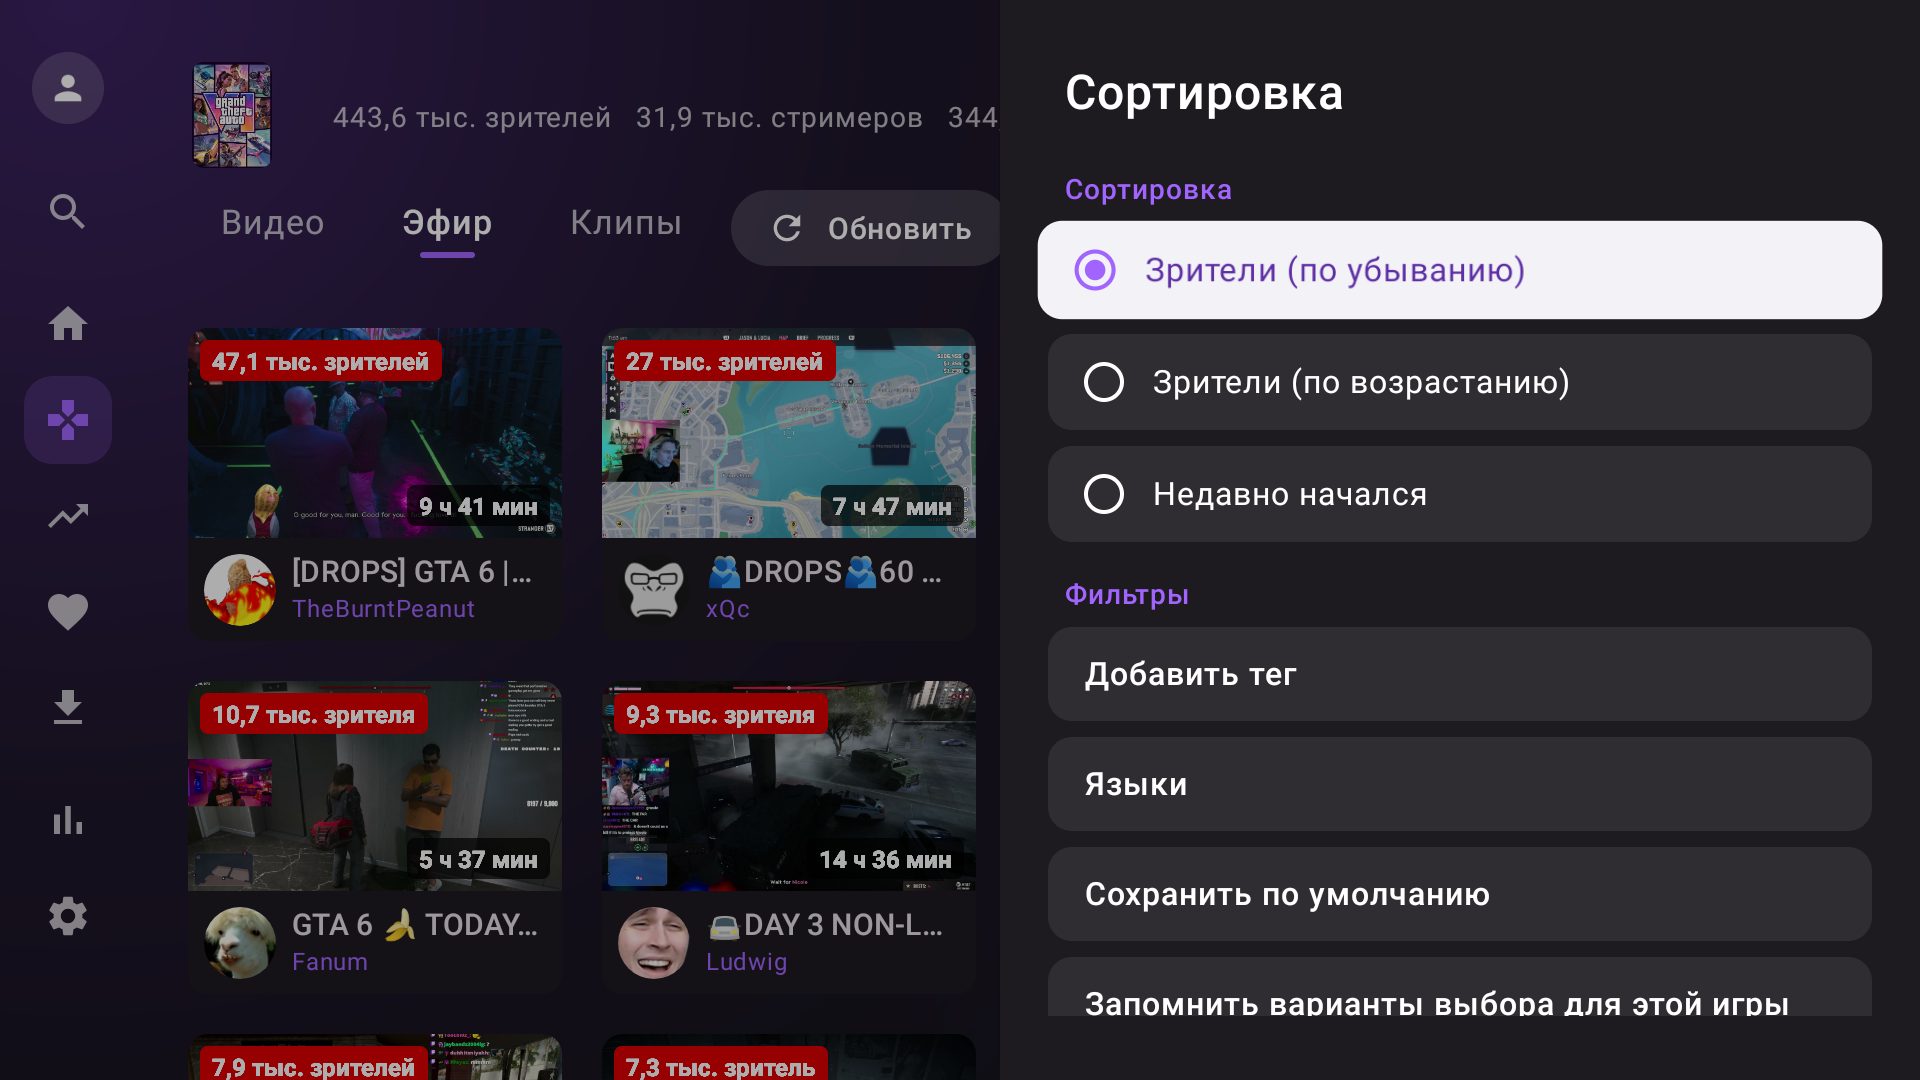 grand theft auto
443,6 тыс. зрителей 31,9 тыс. стримеров 344,
Видео Эфир Клипы Обновить
47,1 тыс. зрителей
9 ч 41 мин
[DROPS] GTA 6 |...
TheBurntPeanut
27 тыс. зрителей
7 ч 47 мин
🫂DROPS🫂60 ...
xQc
10,7 тыс. зрителя
5 ч 37 мин
GTA 6 🍌 TODAY...
Fanum
9,3 тыс. зрителя
14 ч 36 мин
🚘DAY 3 NON-L...
Ludwig
7,9 тыс. зрителей
7,3 тыс. зритель
Сортировка
Сортировка
Зрители (по убыванию)
Зрители (по возрастанию)
Недавно начался
Фильтры
Добавить тег
Языки
Сохранить по умолчанию
Запомнить варианты выбора для этой игры